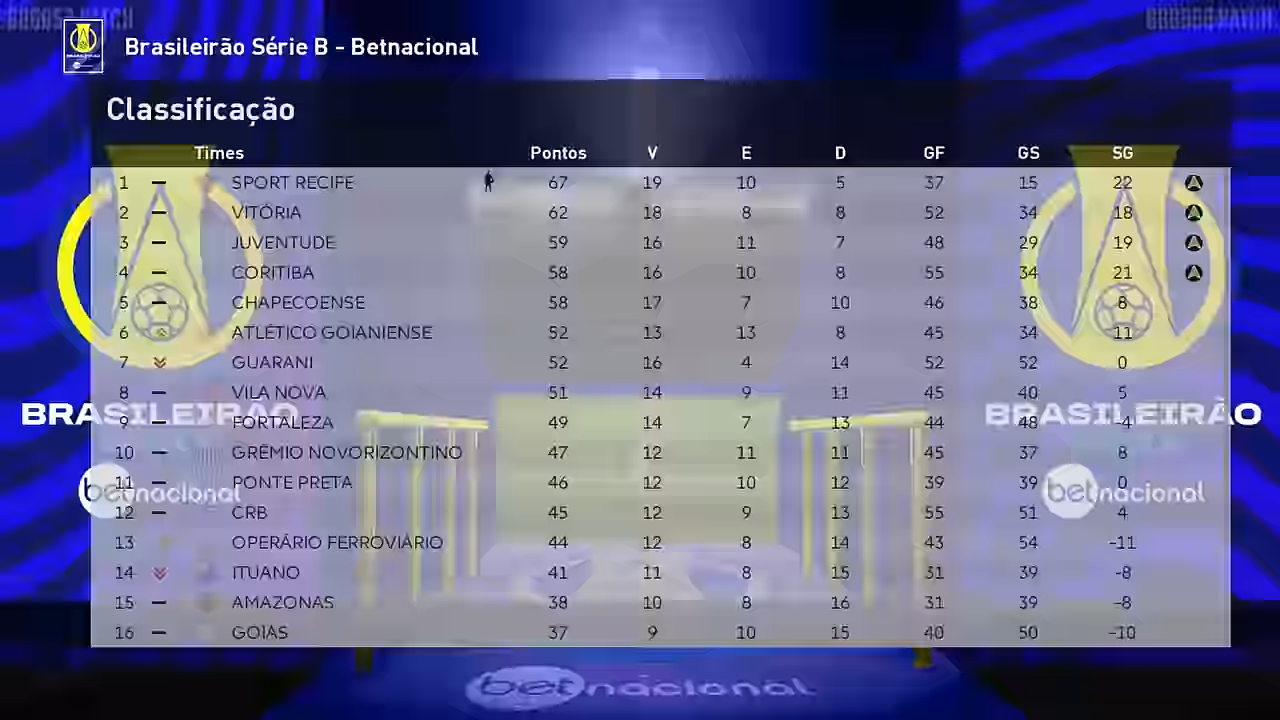 Brasileirão Série B - Betnacional
Classificação
Times Pontos V E D GF GS SG
1 SPORT RECIFE 67 19 10 5 37 15 22
2 VITÓRIA 62 18 8 8 52 34 18
3 JUVENTUDE 59 16 11 7 48 29 19
4 CORITIBA 58 16 10 8 55 34 21
5 CHAPECOENSE 58 17 7 10 46 38 8
6 ATLÉTICO GOIANIENSE 52 13 13 8 45 34 11
7 GUARANI 52 16 4 14 52 52 0
8 VILA NOVA 51 14 9 11 45 40 5
9 FORTALEZA 49 14 7 13 44 48 -4
10 GRÊMIO NOVORIZONTINO 47 12 11 11 45 37 8
11 PONTE PRETA 46 12 10 12 39 39 0
12 CRB 45 12 9 13 55 51 4
13 OPERÁRIO FERROVIÁRIO 44 12 8 14 43 54 -11
14 ITUANO 41 11 8 15 31 39 -8
15 AMAZONAS 38 10 8 16 31 39 -8
16 GOIÁS 37 9 10 15 40 50 -10
BRASILEIRÃO BRASILEIRÃO
betnacional betnacional
betnacional